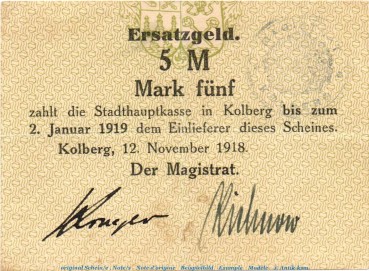 Ersatzgeld.
5 M
Mark fünf
zahlt die Stadthauptkasse in Kolberg bis zum
2. Januar 1919 dem Einlieferer dieses Scheines.
Kolberg, 12. November 1918.
Der Magistrat.